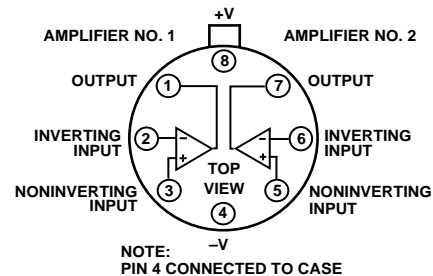 +V
AMPLIFIER NO. 1
AMPLIFIER NO. 2
8
OUTPUT
1
7
OUTPUT
INVERTING
INPUT
2
–
+
–
+
6
INVERTING
INPUT
TOP
VIEW
NONINVERTING
INPUT
3
5
NONINVERTING
INPUT
4
–V
NOTE:
PIN 4 CONNECTED TO CASE